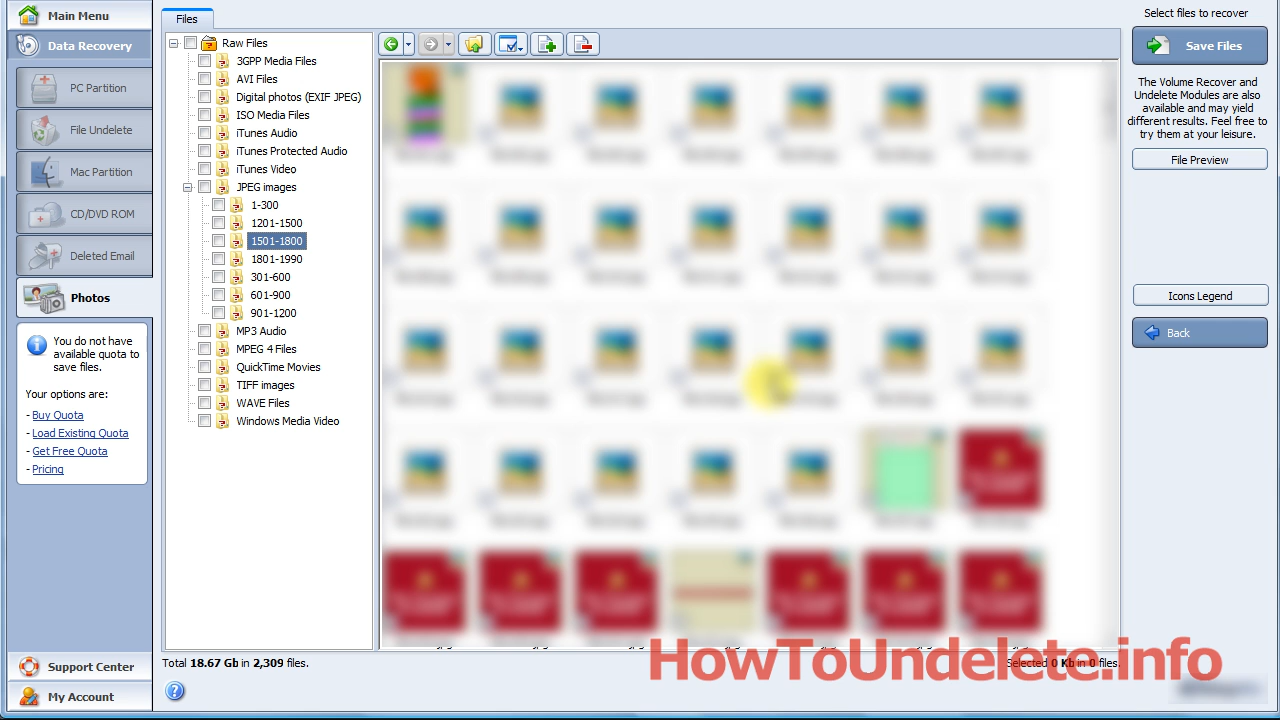 Main Menu
Data Recovery
PC Partition
File Undelete
Mac Partition
CD/DVD ROM
Deleted Email
Photos
You do not have
available quota to
save files.
Your options are:
- Buy Quota
- Load Existing Quota
- Get Free Quota
- Pricing
Support Center
My Account
Files
Raw Files
3GPP Media Files
AVI Files
Digital photos (EXIF JPEG)
ISO Media Files
iTunes Audio
iTunes Protected Audio
iTunes Video
JPEG images
1-300
1201-1500
1501-1800
1801-1990
301-600
601-900
901-1200
MP3 Audio
MPEG 4 Files
QuickTime Movies
TIFF images
WAVE Files
Windows Media Video
Total 18.67 Gb in 2,309 files.
Selected 0 Kb in 0 files.
HowToUndelete.info
Select files to recover
Save Files
The Volume Recover and
Undelete Modules are also
available and may yield
different results. Feel free to
try them at your leisure.
File Preview
Icons Legend
Back